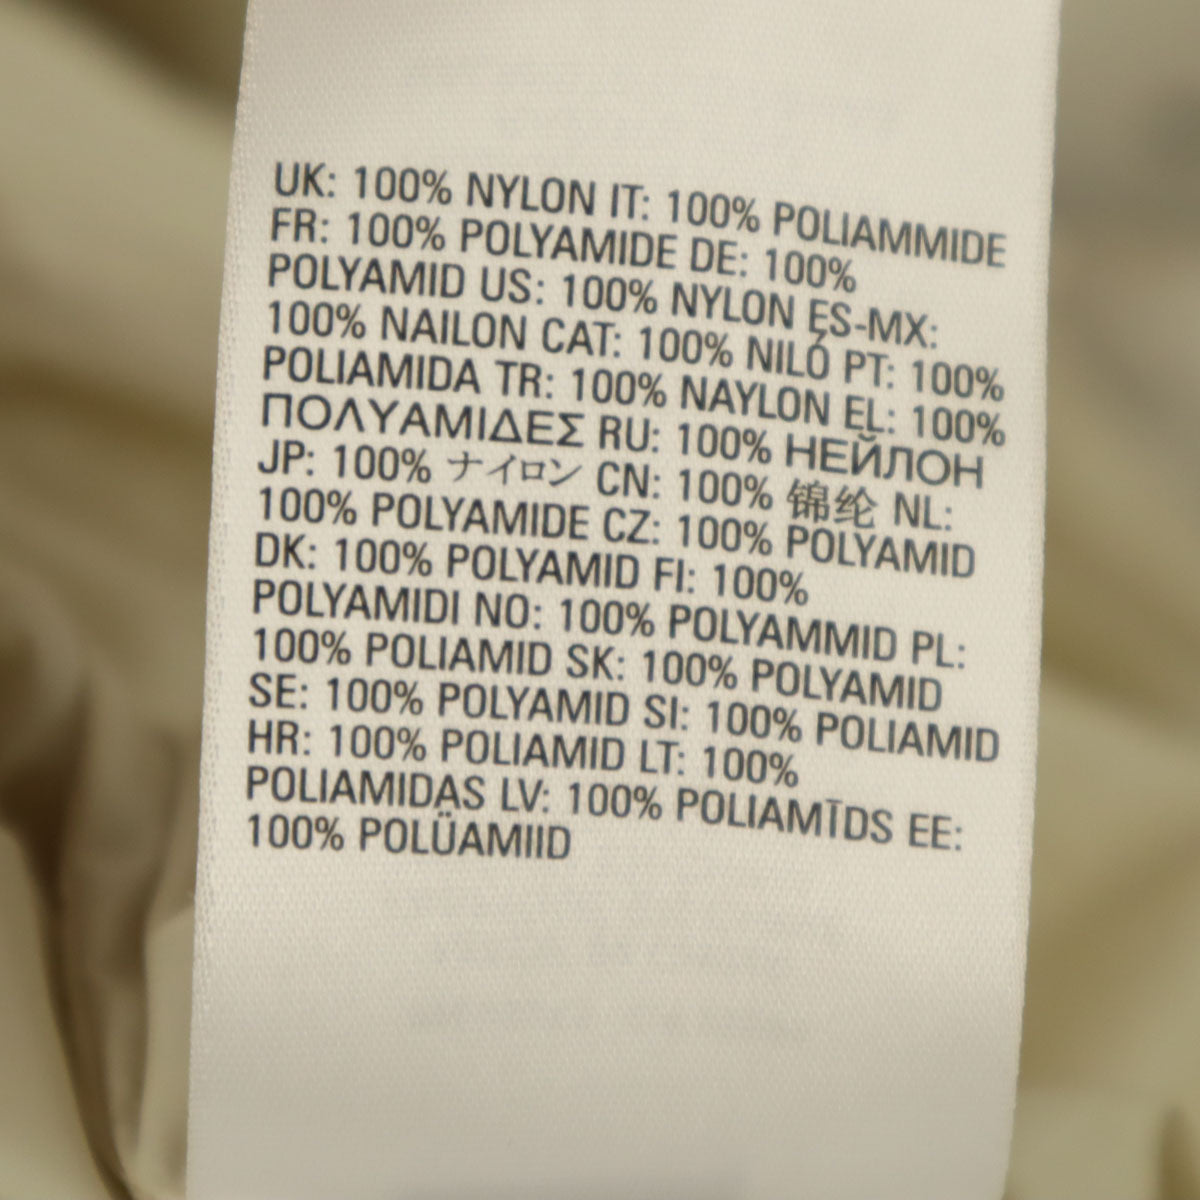 UK: 100% NYLON IT: 100% POLIAMMIDE
FR: 100% POLYAMIDE DE: 100%
POLYAMID US: 100% NYLON ES-MX:
100% NAILON CAT: 100% NILÓ PT: 100%
POLIAMIDA TR: 100% NAYLON EL: 100%
ΠΟΛΥΑΜΙΔΕΣ RU: 100% НЕЙЛОН
JP: 100% ナイロン CN: 100% 锦纶 NL:
100% POLYAMIDE CZ: 100% POLYAMID
DK: 100% POLYAMID FI: 100%
POLYAMIDI NO: 100% POLYAMMID PL:
100% POLIAMID SK: 100% POLYAMID
SE: 100% POLYAMID SI: 100% POLIAMID
HR: 100% POLIAMID LT: 100%
POLIAMIDAS LV: 100% POLIAMĪDS EE:
100% POLÜAMIID